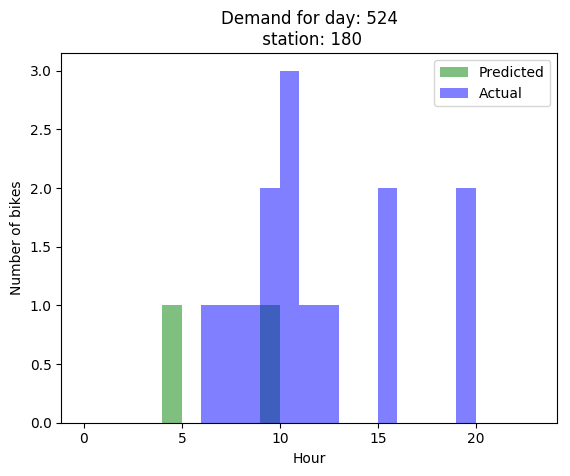 Demand for day: 524
station: 180
Predicted
Actual
3.0
2.5
2.0
1.5
1.0
0.5
0.0
Number of bikes
0 5 10 15 20
Hour